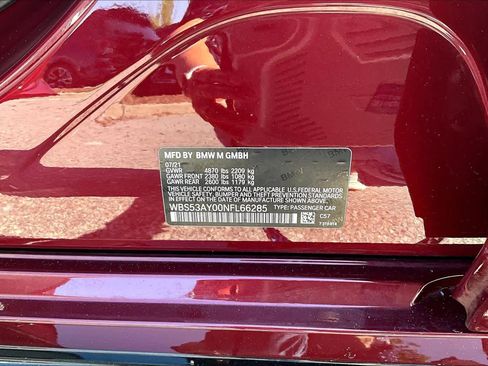 MFD BY BMW M GMBH
07/21
GVWR 4870 lbs 2209 kg
GAWR FRONT 2380 lbs 1080 kg
GAWR REAR 2600 lbs 1179 kg
THIS VEHICLE CONFORMS TO ALL APPLICABLE U.S.FEDERAL MOTOR
VEHICLE SAFETY, BUMPER AND THEFT PREVENTION
STANDARDS IN EFFECT ON THE DATE OF
MANUFACTURE SHOWN ABOVE.
WBS53AY00NFL66285 TYPE: PASSENGER CAR
C57